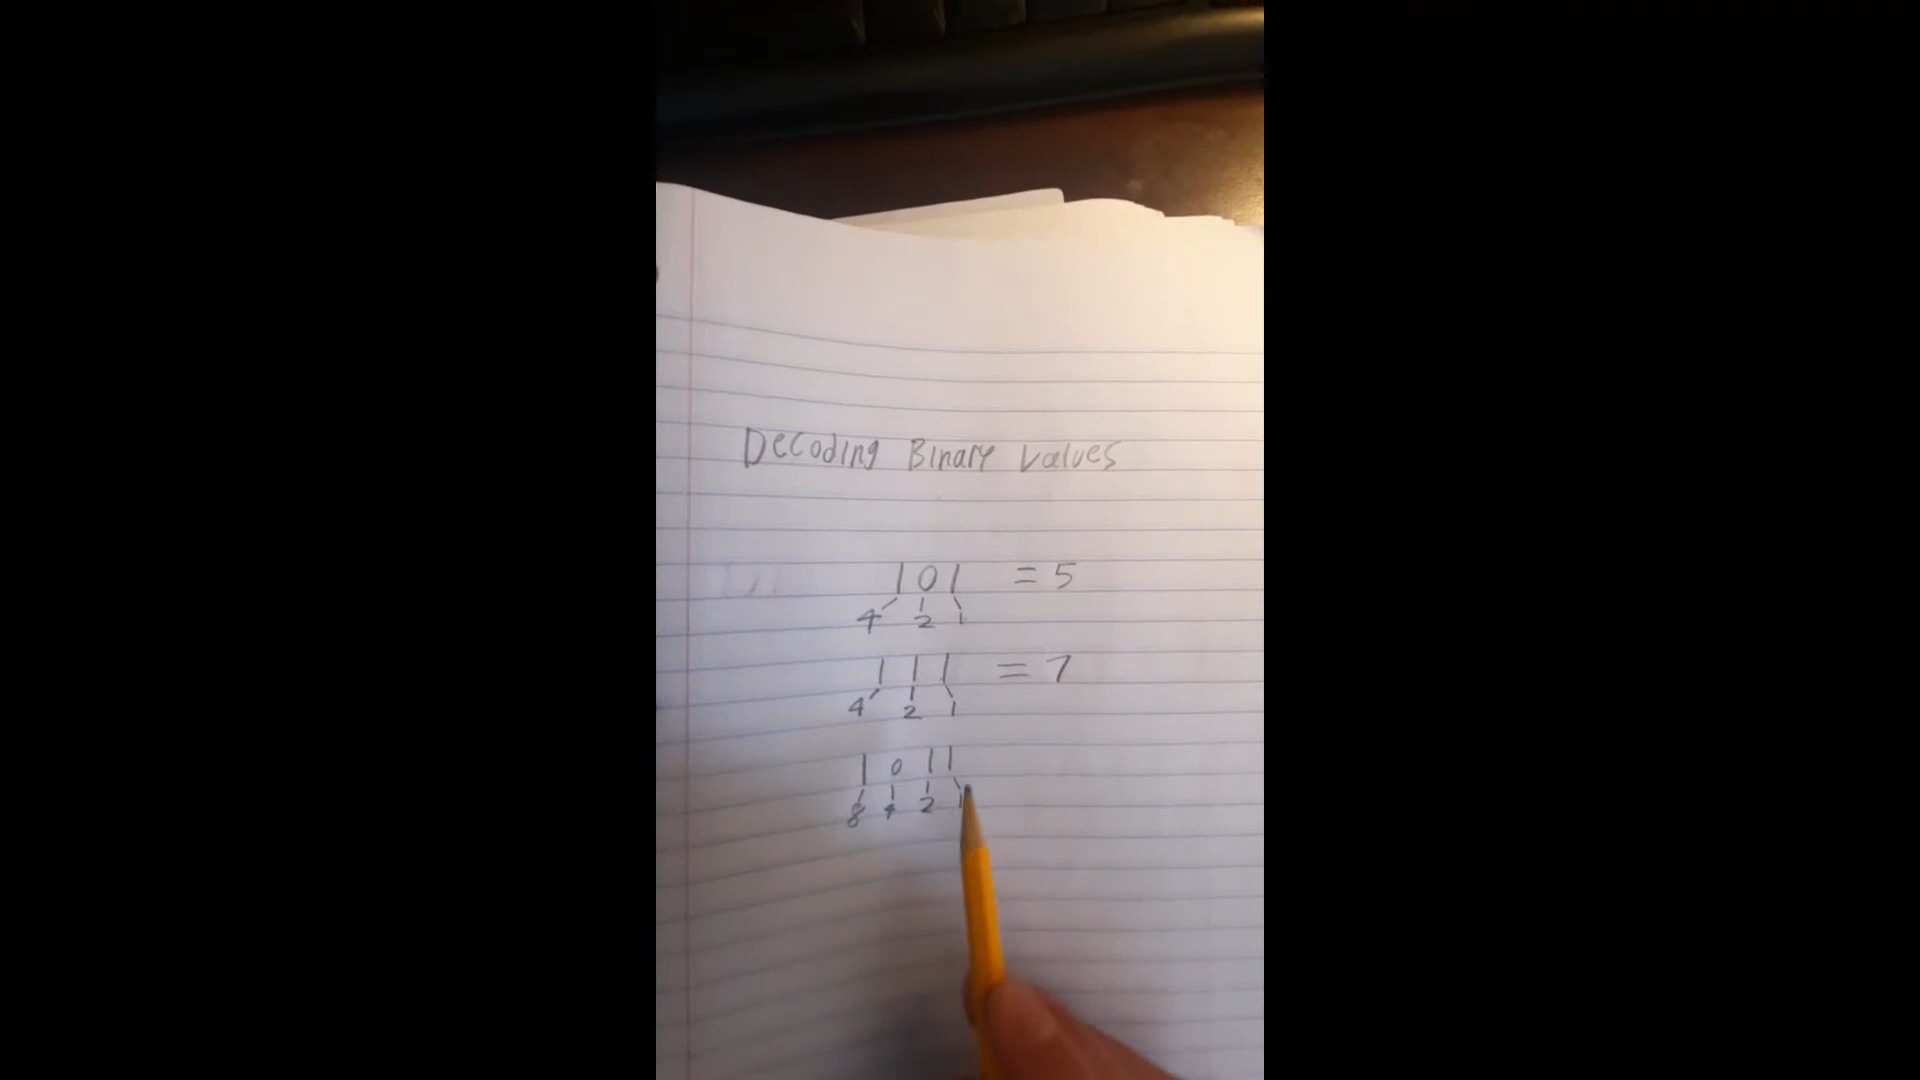 Decoding Binary Values
101 = 5
4 2 1
111 = 7
4 2 1
1011
8 4 2 1